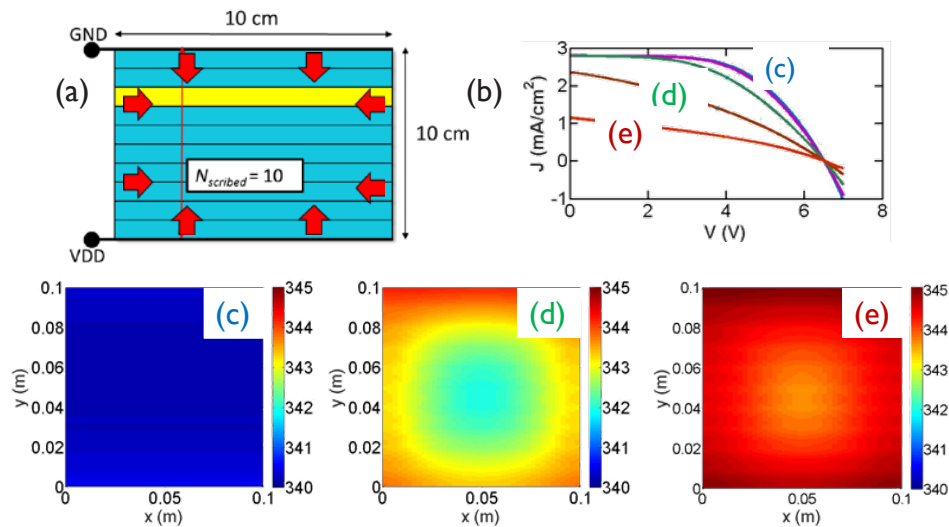 10 cm
GND
(a)
10 cm
N_scribed = 10
VDD
(b)
J (mA/cm²)
3
2
1
0
-1
(c)
(d)
(e)
0 2 4 6 8
V (V)
(c)
0.1
0.08
0.06
0.04
0.02
0
y (m)
0 0.05 0.1
x (m)
345
344
343
342
341
340
(d)
0.1
0.08
0.06
0.04
0.02
0
y (m)
0 0.05 0.1
x (m)
345
344
343
342
341
340
(e)
0.1
0.08
0.06
0.04
0.02
0
y (m)
0 0.05 0.1
x (m)
345
344
343
342
341
340